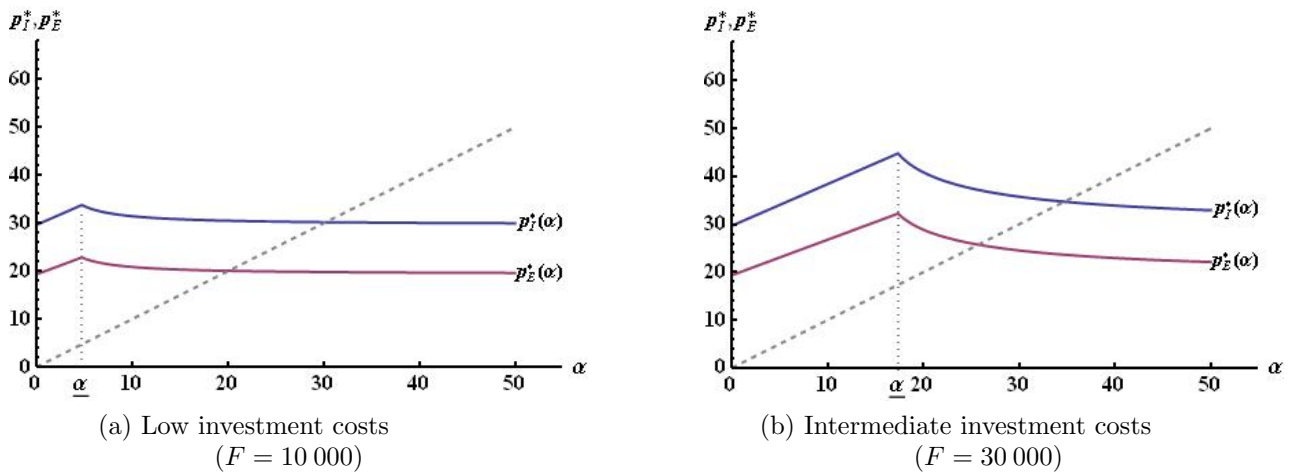 p*_I, p*_E
60
50
40
30
20
10
0
0 α 10 20 30 40 50 α
p*_I(α)
p*_E(α)
(a) Low investment costs
(F = 10 000)
p*_I, p*_E
60
50
40
30
20
10
0
0 10 α 20 30 40 50 α
p*_I(α)
p*_E(α)
(b) Intermediate investment costs
(F = 30 000)